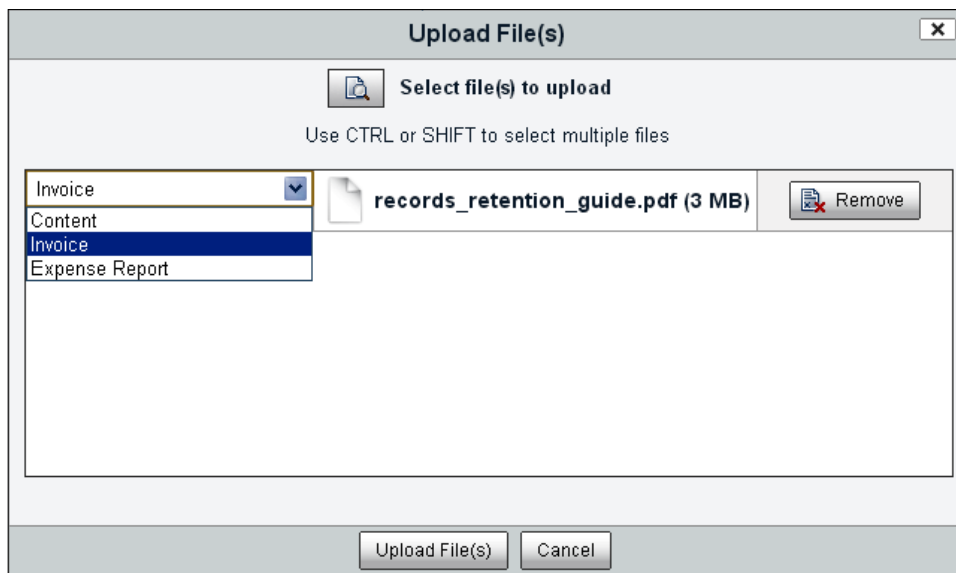 Upload File(s)
Select file(s) to upload
Use CTRL or SHIFT to select multiple files
Invoice
records_retention_guide.pdf (3 MB)
Remove
Content
Invoice
Expense Report
Upload File(s)
Cancel